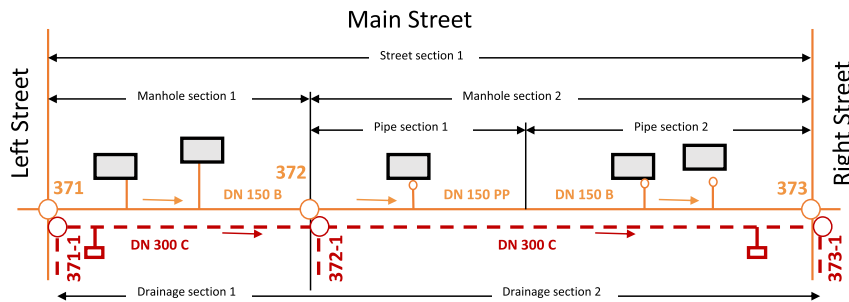 Main Street
Street section 1
Left Street
Right Street
Manhole section 1
Manhole section 2
Pipe section 1
Pipe section 2
371
372
373
DN 150 B
DN 150 PP
DN 150 B
371-1
DN 300 C
372-1
DN 300 C
373-1
Drainage section 1
Drainage section 2